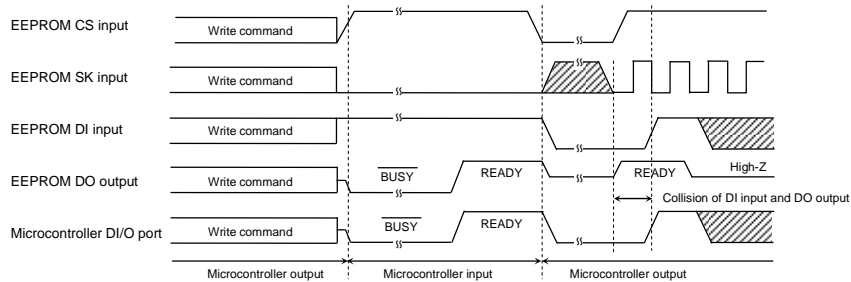 EEPROM CS input
Write command
EEPROM SK input
Write command
EEPROM DI input
Write command
EEPROM DO output
Write command
BUSY
READY
READY
High-Z
Collision of DI input and DO output
Microcontroller DI/O port
Write command
BUSY
READY
Microcontroller output
Microcontroller input
Microcontroller output